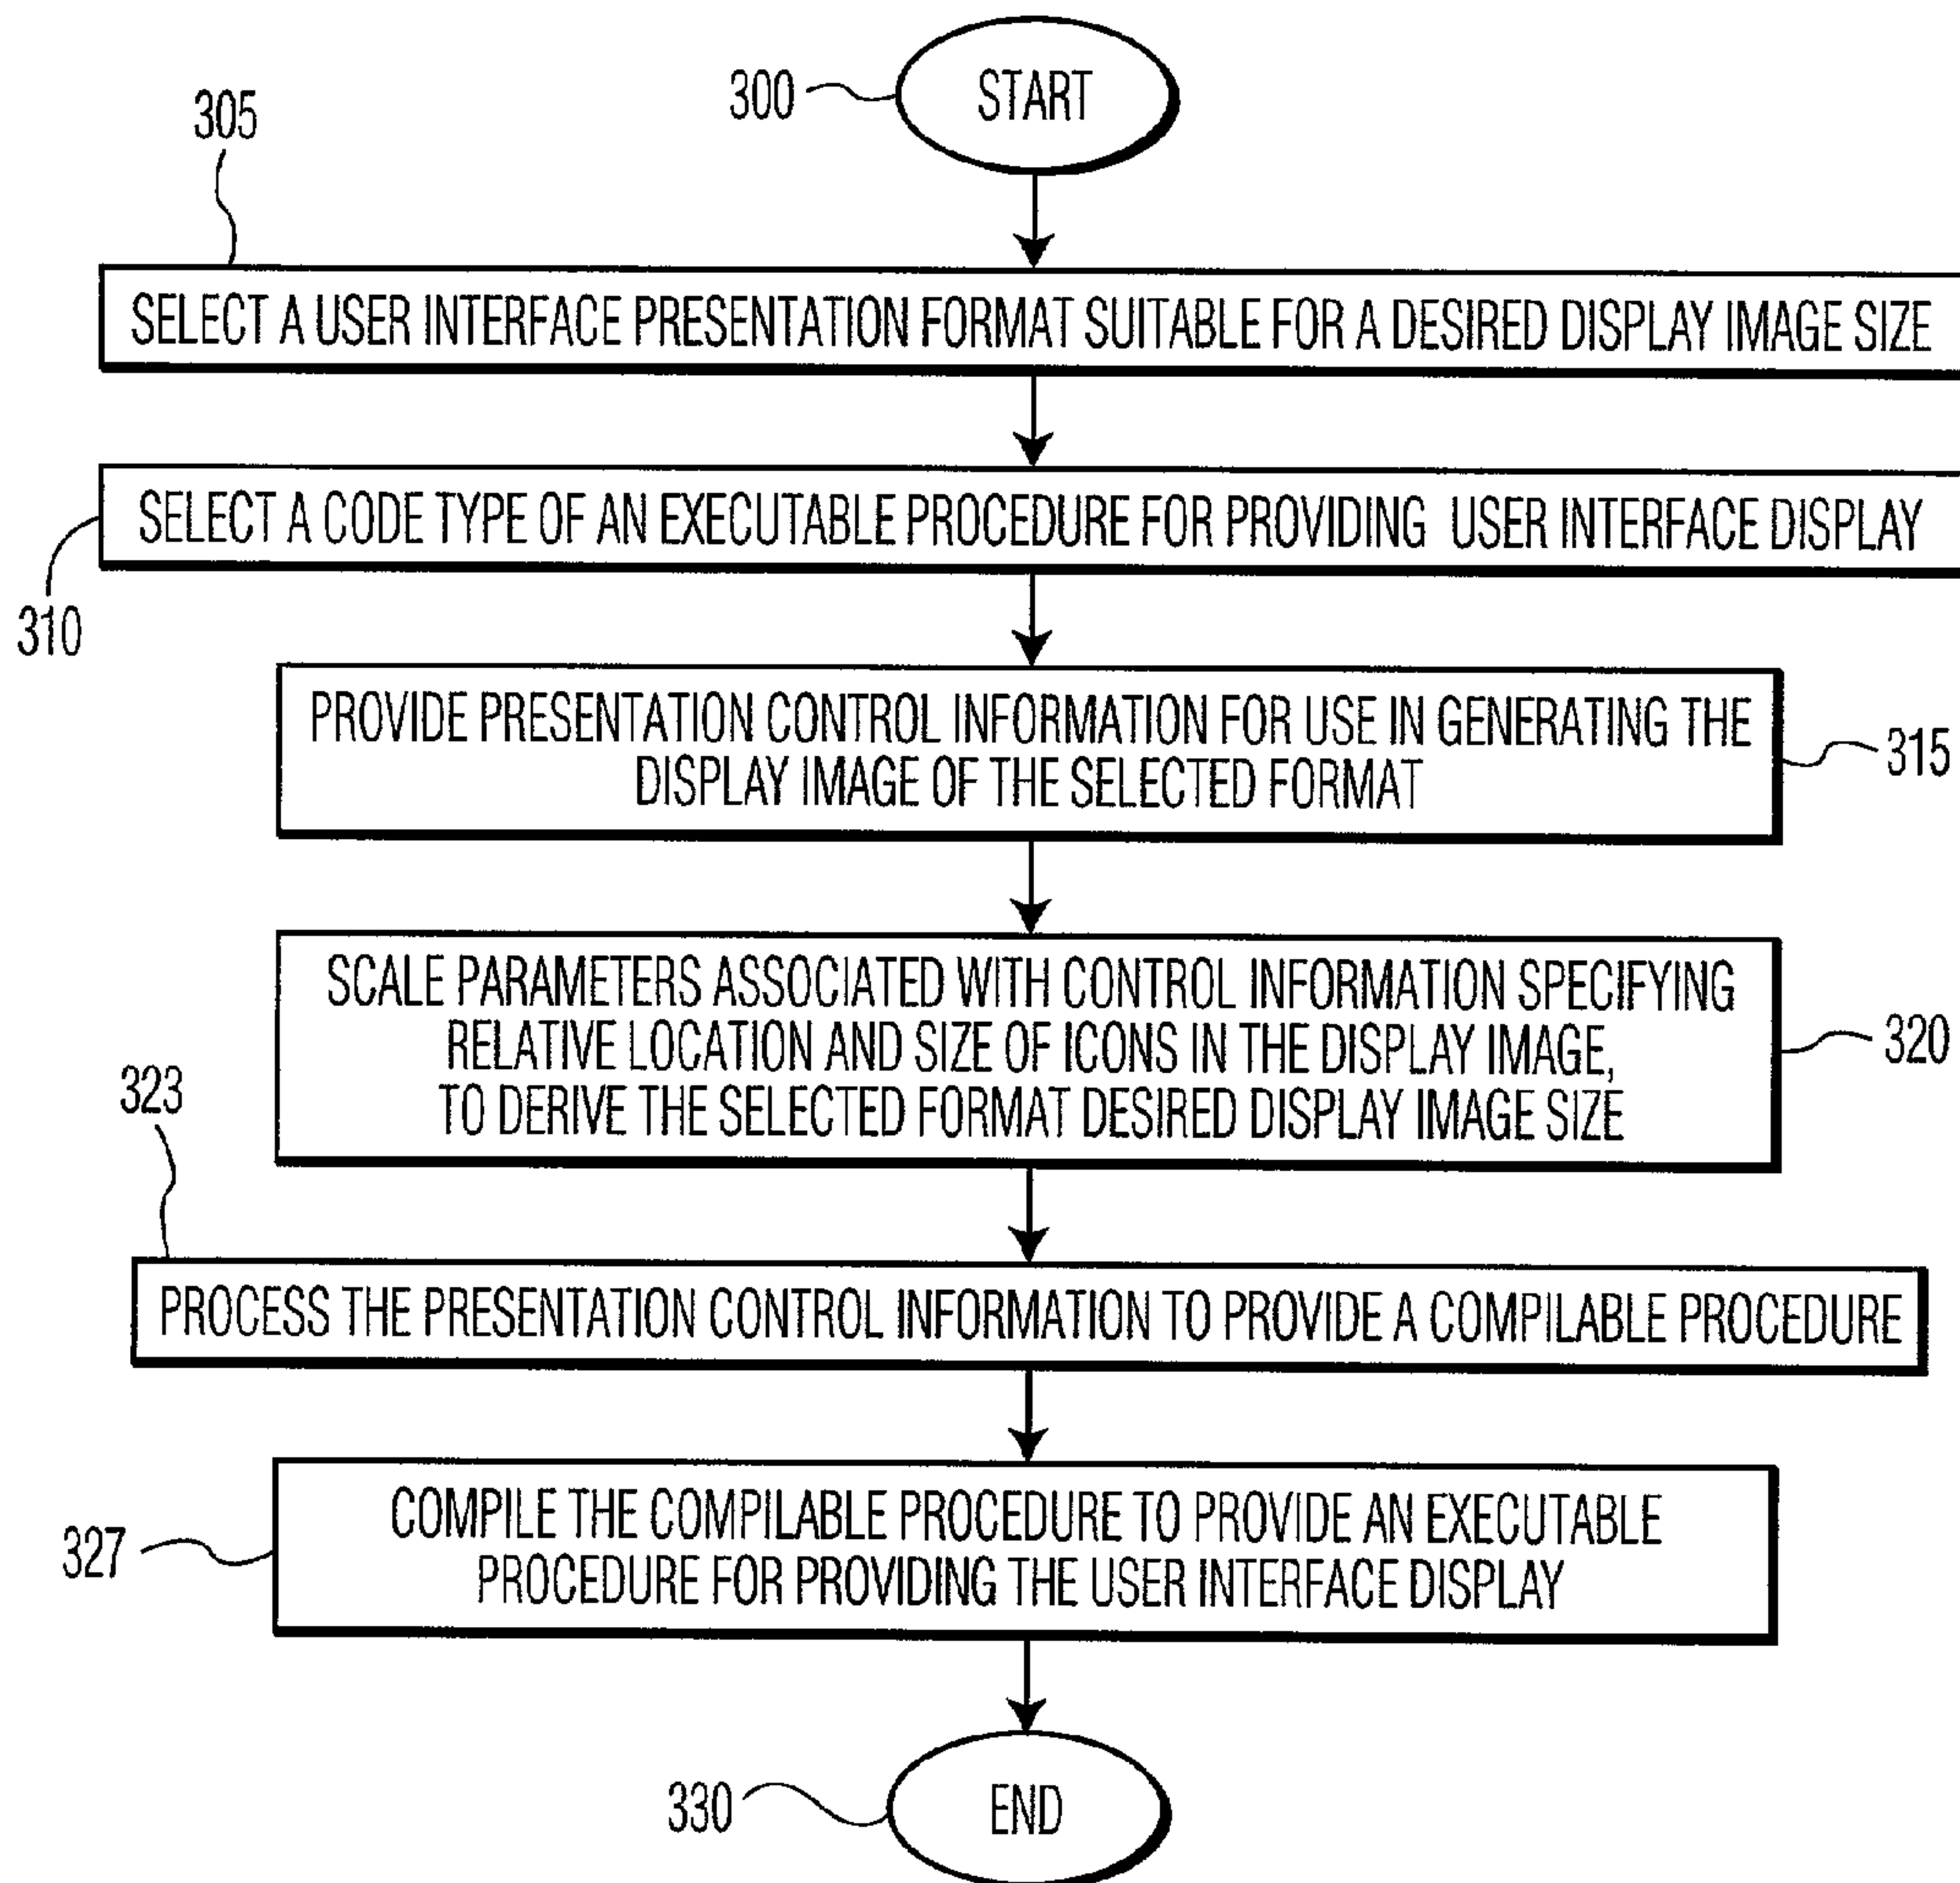 300
START
305
SELECT A USER INTERFACE PRESENTATION FORMAT SUITABLE FOR A DESIRED DISPLAY IMAGE SIZE
SELECT A CODE TYPE OF AN EXECUTABLE PROCEDURE FOR PROVIDING USER INTERFACE DISPLAY
310
PROVIDE PRESENTATION CONTROL INFORMATION FOR USE IN GENERATING THE
DISPLAY IMAGE OF THE SELECTED FORMAT
315
SCALE PARAMETERS ASSOCIATED WITH CONTROL INFORMATION SPECIFYING
RELATIVE LOCATION AND SIZE OF ICONS IN THE DISPLAY IMAGE,
TO DERIVE THE SELECTED FORMAT DESIRED DISPLAY IMAGE SIZE
320
323
PROCESS THE PRESENTATION CONTROL INFORMATION TO PROVIDE A COMPILABLE PROCEDURE
COMPILE THE COMPILABLE PROCEDURE TO PROVIDE AN EXECUTABLE
PROCEDURE FOR PROVIDING THE USER INTERFACE DISPLAY
327
330
END